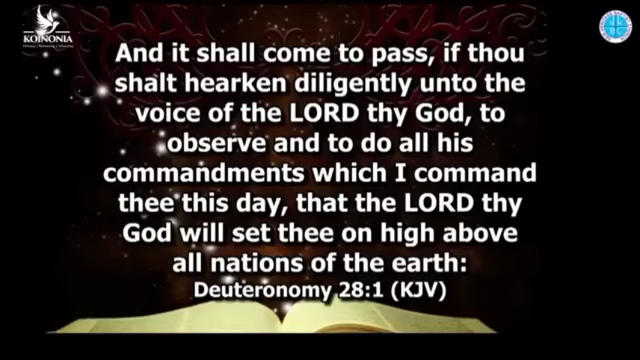 KOINONIA
And it shall come to pass, if thou
shalt hearken diligently unto the
voice of the LORD thy God, to
observe and to do all his
commandments which I command
thee this day, that the LORD thy
God will set thee on high above
all nations of the earth:
Deuteronomy 28:1 (KJV)